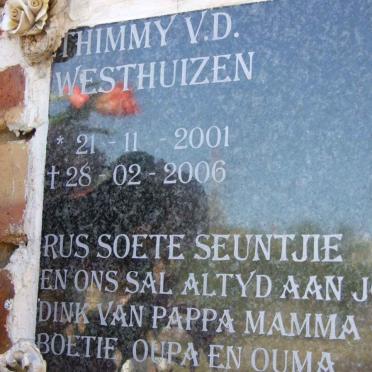 THIMMY V.D.
WESTHUIZEN
* 21 - 11 - 2001
† 28 - 02 - 2006
RUS SOETE SEUNTJIE
EN ONS SAL ALTYD AAN
DINK VAN PAPPA MAMMA
BOETIE, OUPA EN OUMA